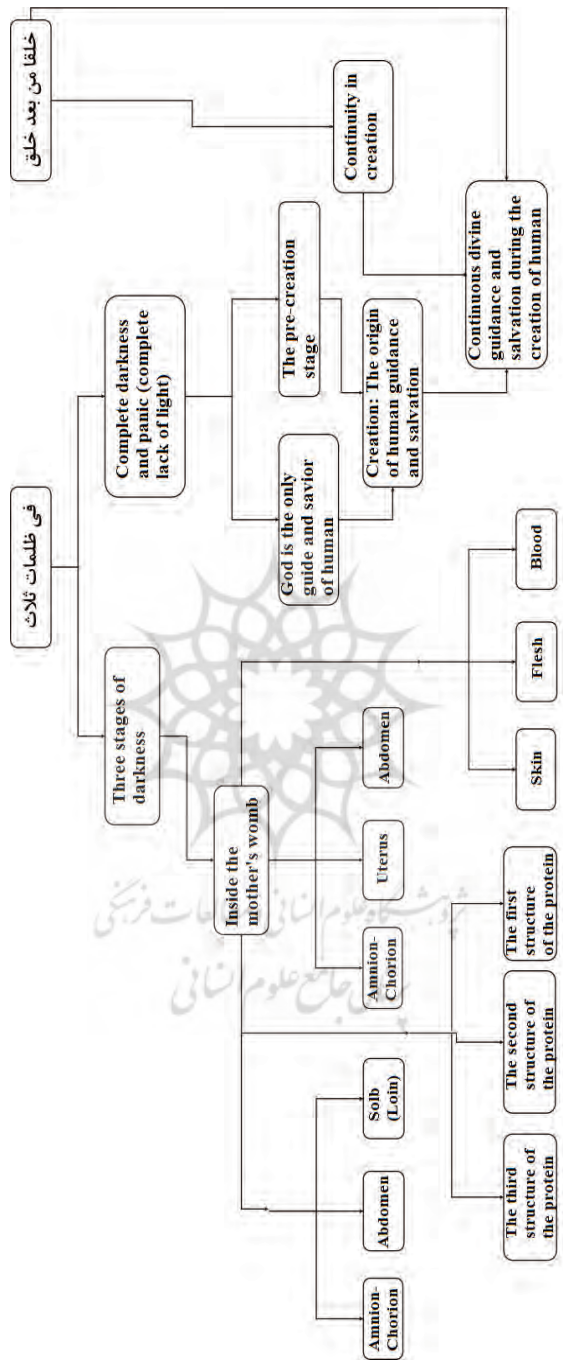 فی ظلمات ثلاث
خلقا من بعد خلق
Three stages of
darkness
Complete darkness
and panic (complete
lack of light)
Continuity in
creation
Inside the
mother's womb
God is the only
guide and savior
of human
The pre-creation
stage
Creation: The origin
of human guidance
and salvation
Continuous divine
guidance and
salvation during the
creation of human
Amnion-
Chorion
Abdomen
Solb
(Loin)
Amnion-
Chorion
Uterus
Abdomen
The third
structure of
the protein
The second
structure of
the protein
The first
structure
of the protein
Skin
Flesh
Blood
پژوهشگاه علوم انسانی و مطالعات فرهنگی
پرتال جامع علوم انسانی